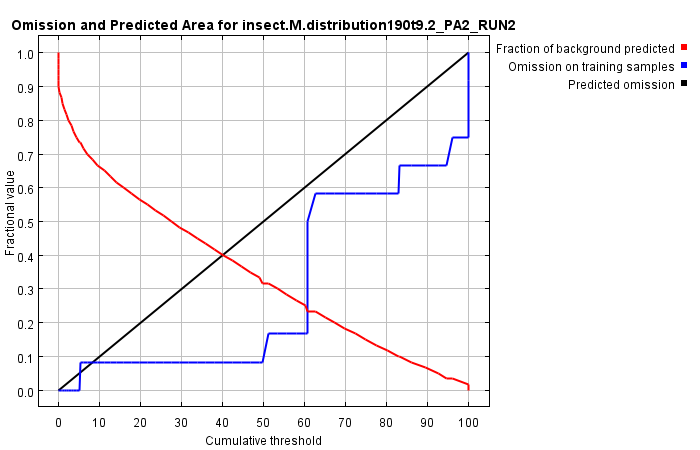 Omission and Predicted Area for insect.M.distribution190t9.2_PA2_RUN2
Fraction of background predicted
Omission on training samples
Predicted omission
1.0
0.9
0.8
0.7
0.6
0.5
0.4
0.3
0.2
0.1
0.0
Fractional value
0 10 20 30 40 50 60 70 80 90 100
Cumulative threshold